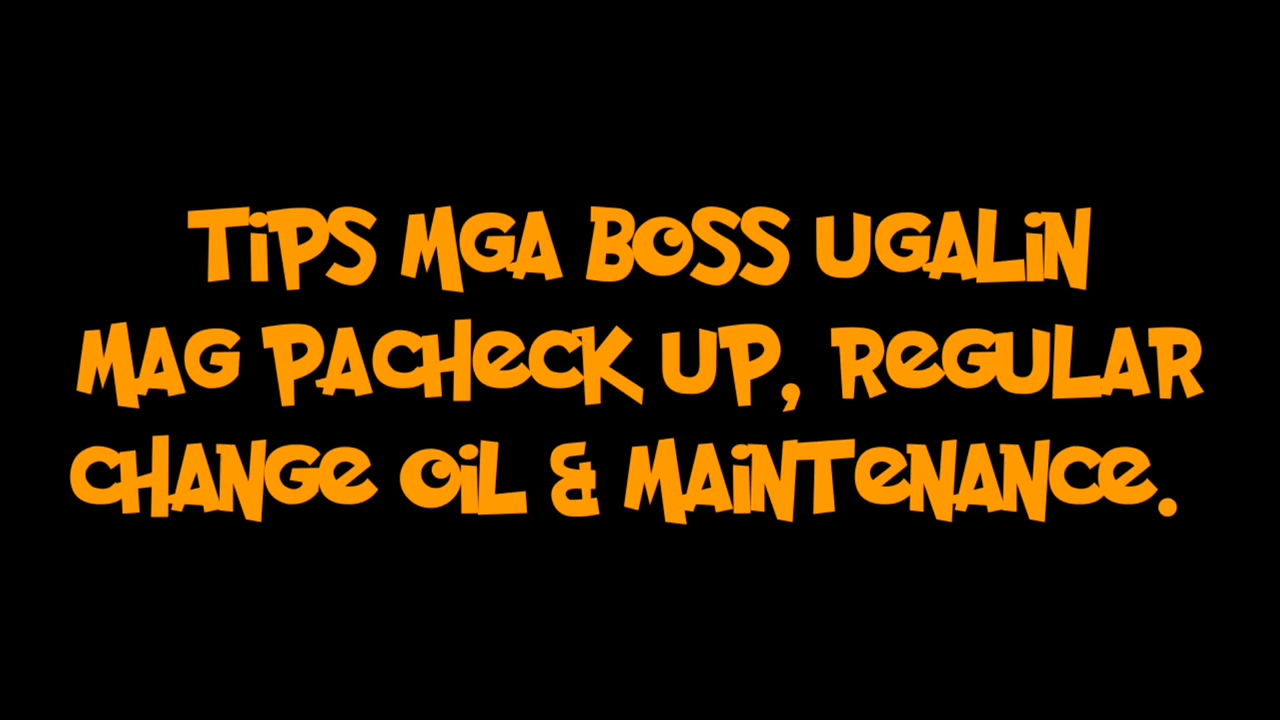 TiPS MGA BOSS UGALiN
MAG PACHeCK UP, ReGULAR
CHANGe OiL & MAiNTeNANCe.